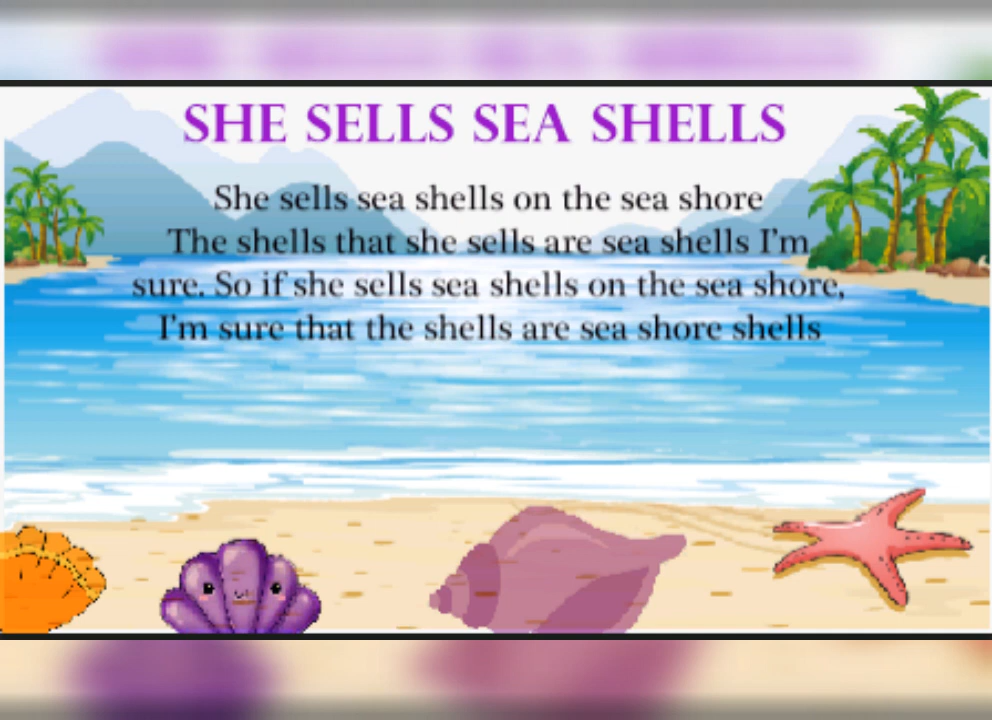 SHE SELLS SEA SHELLS
She sells sea shells on the sea shore
The shells that she sells are sea shells I'm
sure. So if she sells sea shells on the sea shore,
I'm sure that the shells are sea shore shells